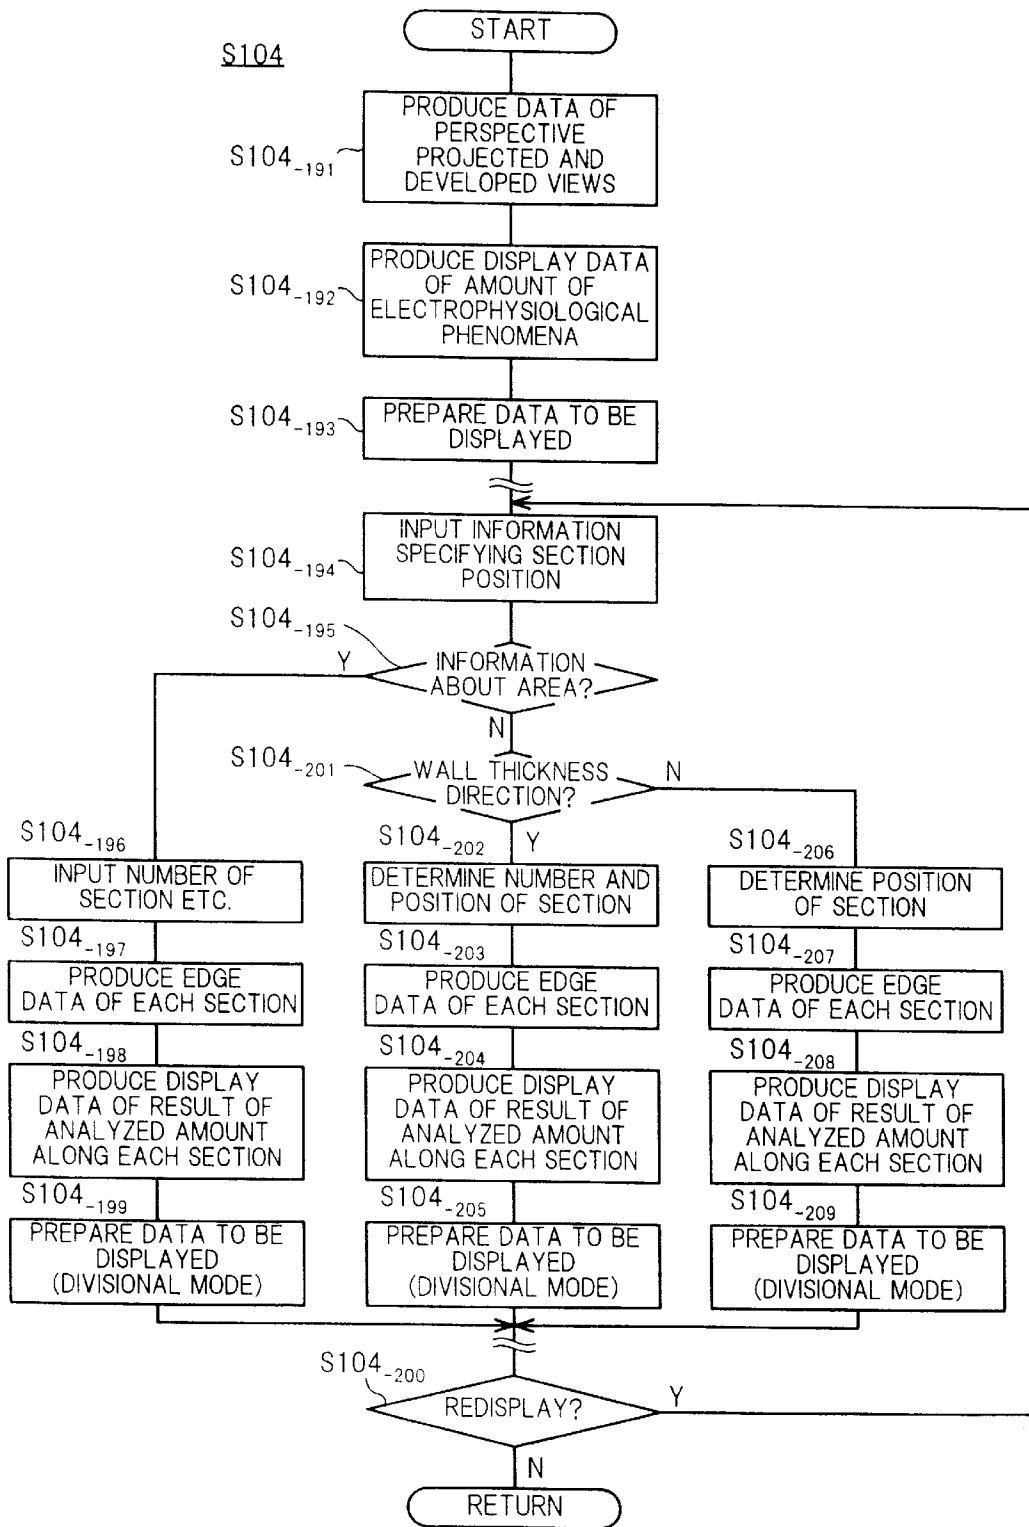 START
S104
PRODUCE DATA OF
PERSPECTIVE
PROJECTED AND
DEVELOPED VIEWS
S104-191
PRODUCE DISPLAY DATA
OF AMOUNT OF
ELECTROPHYSIOLOGICAL
PHENOMENA
S104-192
PREPARE DATA TO BE
DISPLAYED
S104-193
INPUT INFORMATION
SPECIFYING SECTION
POSITION
S104-194
S104-195
INFORMATION
ABOUT AREA?
Y
N
S104-201
WALL THICKNESS
DIRECTION?
N
Y
S104-196
INPUT NUMBER OF
SECTION ETC.
S104-197
PRODUCE EDGE
DATA OF EACH SECTION
S104-198
PRODUCE DISPLAY
DATA OF RESULT OF
ANALYZED AMOUNT
ALONG EACH SECTION
S104-199
PREPARE DATA TO BE
DISPLAYED
(DIVISIONAL MODE)
S104-202
DETERMINE NUMBER AND
POSITION OF SECTION
S104-203
PRODUCE EDGE
DATA OF EACH SECTION
S104-204
PRODUCE DISPLAY
DATA OF RESULT OF
ANALYZED AMOUNT
ALONG EACH SECTION
S104-205
PREPARE DATA TO BE
DISPLAYED
(DIVISIONAL MODE)
S104-206
DETERMINE POSITION
OF SECTION
S104-207
PRODUCE EDGE
DATA OF EACH SECTION
S104-208
PRODUCE DISPLAY
DATA OF RESULT OF
ANALYZED AMOUNT
ALONG EACH SECTION
S104-209
PREPARE DATA TO BE
DISPLAYED
(DIVISIONAL MODE)
S104-200
REDISPLAY?
Y
N
RETURN